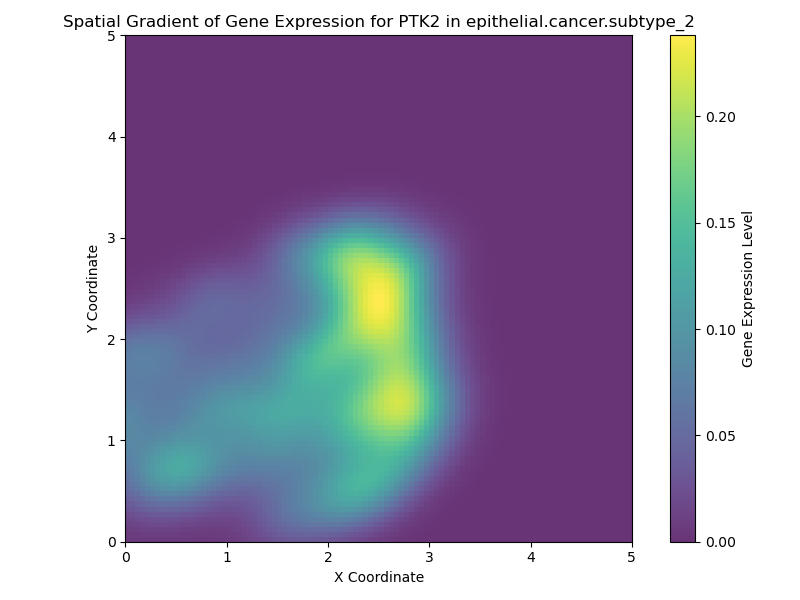 Spatial Gradient of Gene Expression for PTK2 in epithelial.cancer.subtype_2
5
4
3
2
1
0
0 1 2 3 4 5
X Coordinate
Y Coordinate
0.20
0.15
0.10
0.05
0.00
Gene Expression Level